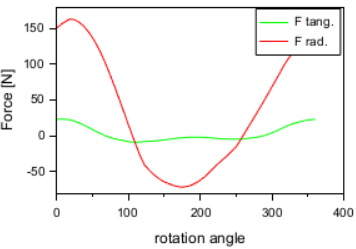 F tang.
F rad.
Force [N]
150
100
50
0
-50
0 100 200 300 400
rotation angle